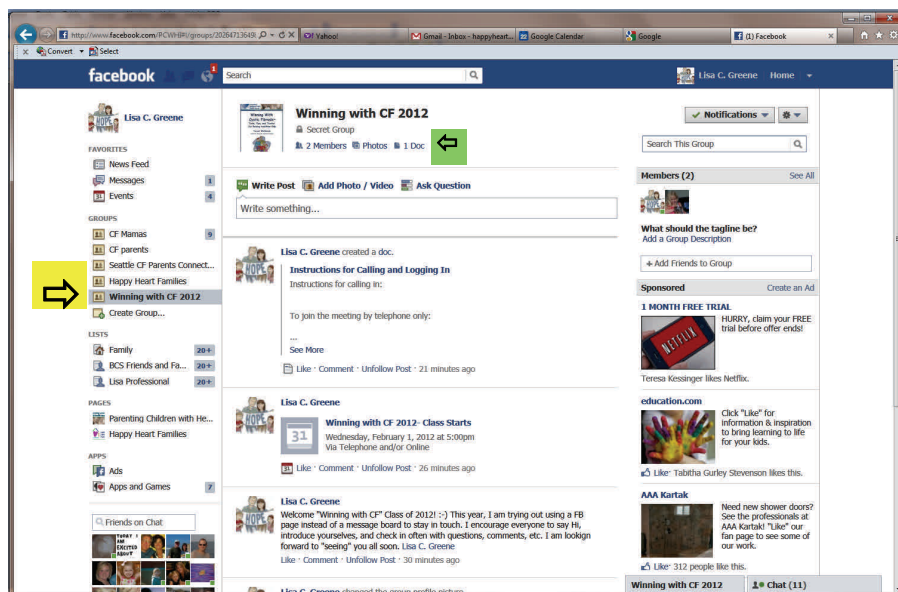 http://www.facebook.com/PCWHI#!/groups/20264713649
Yahoo!
Gmail - Inbox - happyheart...
Google Calendar
Google
(1) Facebook
x Convert Select
facebook
1
Search
Lisa C. Greene Home
Lisa C. Greene
FAVORITES
News Feed
Messages 1
Events 4
GROUPS
CF Mamas 9
CF parents
Seattle CF Parents Connect...
Happy Heart Families
Winning with CF 2012
Create Group...
LISTS
Family 20+
BCS Friends and Fa... 20+
Lisa Professional 20+
PAGES
Parenting Children with He...
Happy Heart Families
APPS
Ads
Apps and Games 7
Friends on Chat
Winning with CF 2012
Secret Group
2 Members Photos 1 Doc
Write Post Add Photo / Video Ask Question
Write something...
Lisa C. Greene created a doc.
Instructions for Calling and Logging In
Instructions for calling in:
To join the meeting by telephone only:
...
See More
Like · Comment · Unfollow Post · 21 minutes ago
Lisa C. Greene
31
Winning with CF 2012- Class Starts
Wednesday, February 1, 2012 at 5:00pm
Via Telephone and/or Online
31 Like · Comment · Unfollow Post · 26 minutes ago
Lisa C. Greene
Welcome "Winning with CF" Class of 2012! :-) This year, I am trying out using a FB
page instead of a message board to stay in touch. I encourage everyone to say Hi,
introduce yourselves, and check in often with questions, comments, etc. I am lookign
forward to "seeing" you all soon. Lisa C. Greene
Like · Comment · Unfollow Post · 30 minutes ago
Lisa C. Greene changed the group profile picture
Notifications
Search This Group
Members (2) See All
What should the tagline be?
Add a Group Description
+ Add Friends to Group
Sponsored Create an Ad
1 MONTH FREE TRIAL
NETFLIX
HURRY, claim your FREE
trial before offer ends!
Teresa Kessinger likes Netflix.
education.com
Click "Like" for
information & inspiration
to bring learning to life
for your kids.
Like · Tabitha Gurley Stevenson likes this.
AAA Kartak
Need new shower doors?
See the professionals at
AAA Kartak! "Like" our
fan page to see some of
our work.
Like · 312 people like this.
Winning with CF 2012
Chat (11)